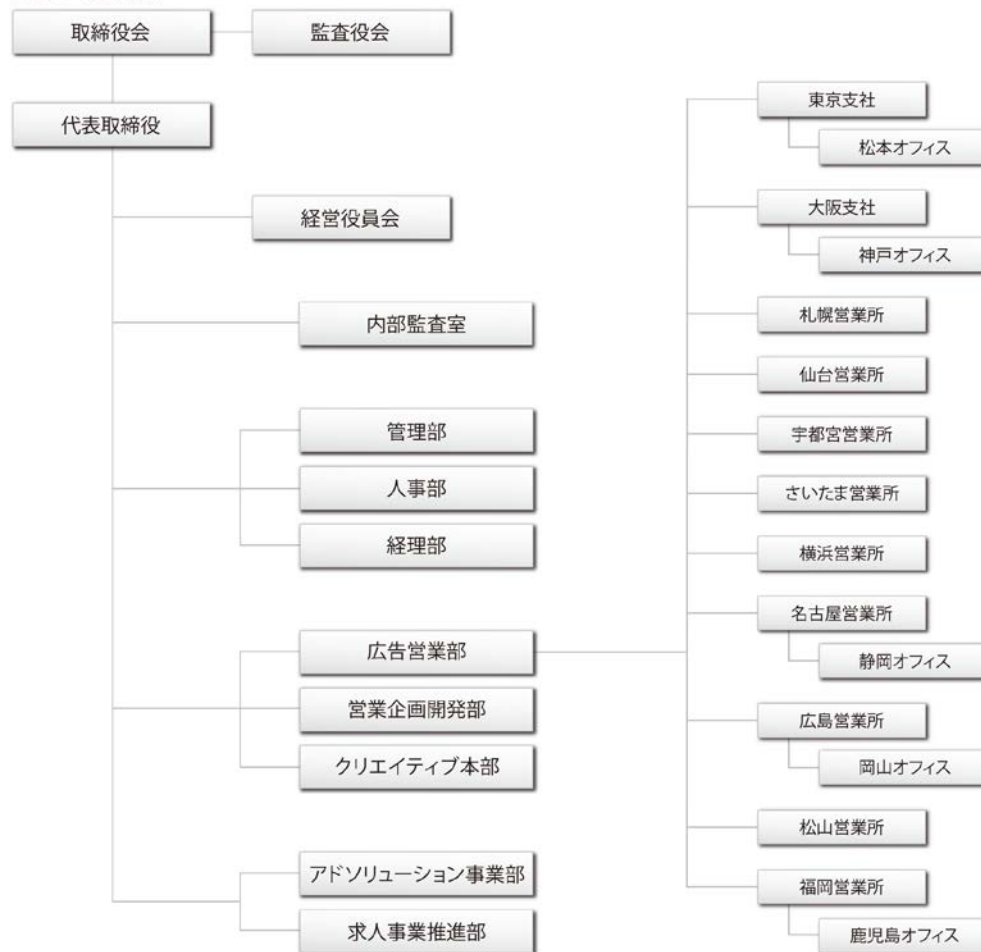 取締役会
監査役会
代表取締役
経営役員会
内部監査室
管理部
人事部
経理部
広告営業部
営業企画開発部
クリエイティブ本部
アドソリューション事業部
求人事業推進部
東京支社
松本オフィス
大阪支社
神戸オフィス
札幌営業所
仙台営業所
宇都宮営業所
さいたま営業所
横浜営業所
名古屋営業所
静岡オフィス
広島営業所
岡山オフィス
松山営業所
福岡営業所
鹿児島オフィス